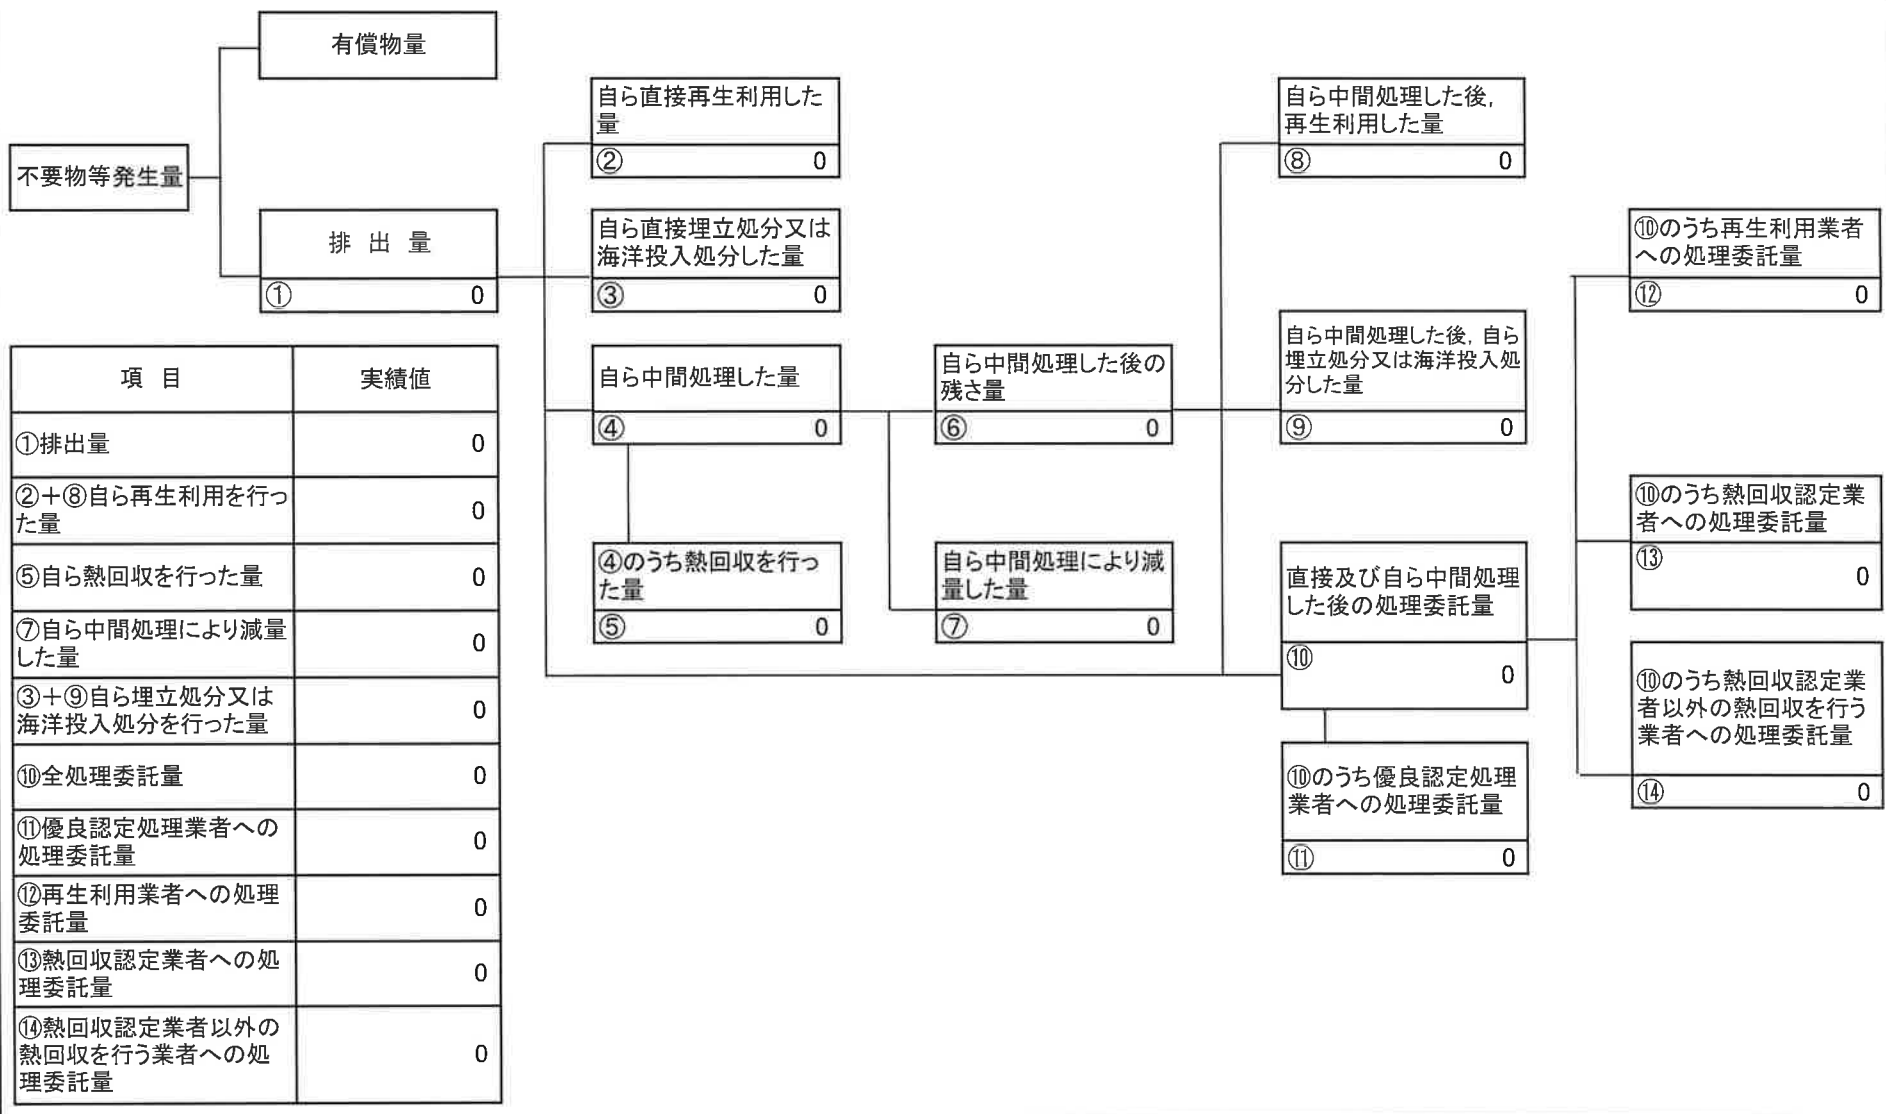 有償物量
不要物等発生量
排 出 量
① 0
自ら直接再生利用した
量
② 0
自ら直接埋立処分又は
海洋投入処分した量
③ 0
自ら中間処理した量
④ 0
④のうち熱回収を行っ
た量
⑤ 0
自ら中間処理した後の
残さ量
⑥ 0
自ら中間処理により減
量した量
⑦ 0
自ら中間処理した後，
再生利用した量
⑧ 0
自ら中間処理した後，自ら
埋立処分又は海洋投入処
分した量
⑨ 0
直接及び自ら中間処理
した後の処理委託量
⑩ 0
⑩のうち優良認定処理
業者への処理委託量
⑪ 0
⑩のうち再生利用業者
への処理委託量
⑫ 0
⑩のうち熱回収認定業
者への処理委託量
⑬ 0
⑩のうち熱回収認定業
者以外の熱回収を行う
業者への処理委託量
⑭ 0
項 目 実績値
①排出量 0
②＋⑧自ら再生利用を行っ
た量 0
⑤自ら熱回収を行った量 0
⑦自ら中間処理により減量
した量 0
③＋⑨自ら埋立処分又は
海洋投入処分を行った量 0
⑩全処理委託量 0
⑪優良認定処理業者への
処理委託量 0
⑫再生利用業者への処理
委託量 0
⑬熱回収認定業者への処
理委託量 0
⑭熱回収認定業者以外の
熱回収を行う業者への処
理委託量 0